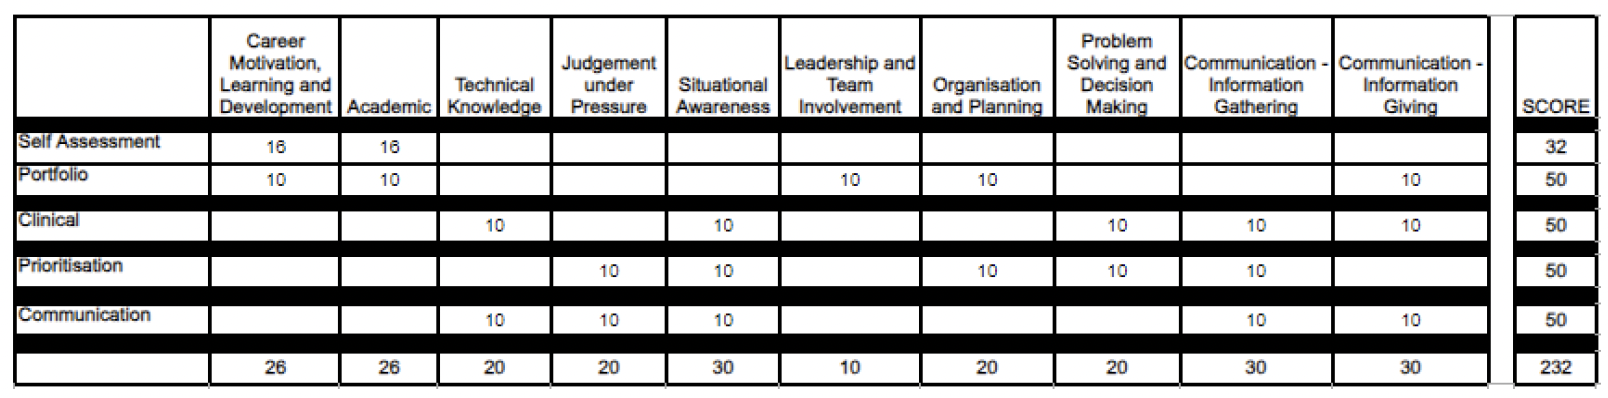 Career Motivation, Learning and Development Academic Technical Knowledge Judgement under Pressure Situational Awareness Leadership and Team Involvement Organisation and Planning Problem Solving and Decision Making Communication - Information Gathering Communication - Information Giving SCORE
Self Assessment 16 16 32
Portfolio 10 10 10 10 10 50
Clinical 10 10 10 10 10 50
Prioritisation 10 10 10 10 10 50
Communication 10 10 10 10 10 50
26 26 20 20 30 10 20 20 30 30 232